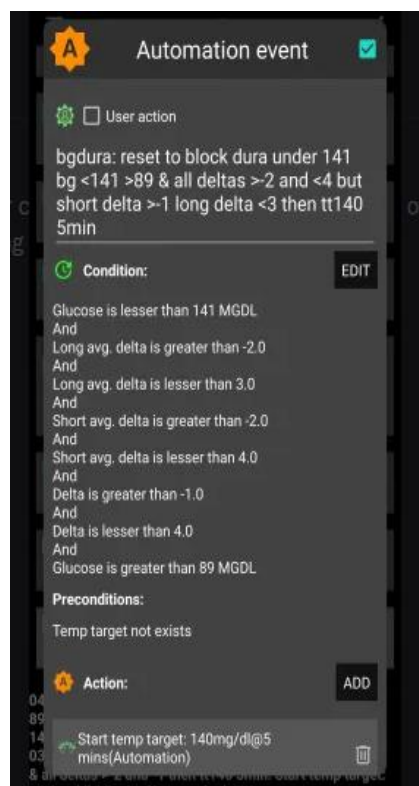 A
Automation event
User action
bgdura: reset to block dura under 141
bg <141 >89 & all deltas >-2 and <4 but
short delta >-1 long delta <3 then tt140
5min
Condition:
EDIT
Glucose is lesser than 141 MGDL
And
Long avg. delta is greater than -2.0
And
Long avg. delta is lesser than 3.0
And
Short avg. delta is greater than -2.0
And
Short avg. delta is lesser than 4.0
And
Delta is greater than -1.0
And
Delta is lesser than 4.0
And
Glucose is greater than 89 MGDL
Preconditions:
Temp target not exists
A
Action:
ADD
Start temp target: 140mg/dl@5
mins(Automation)